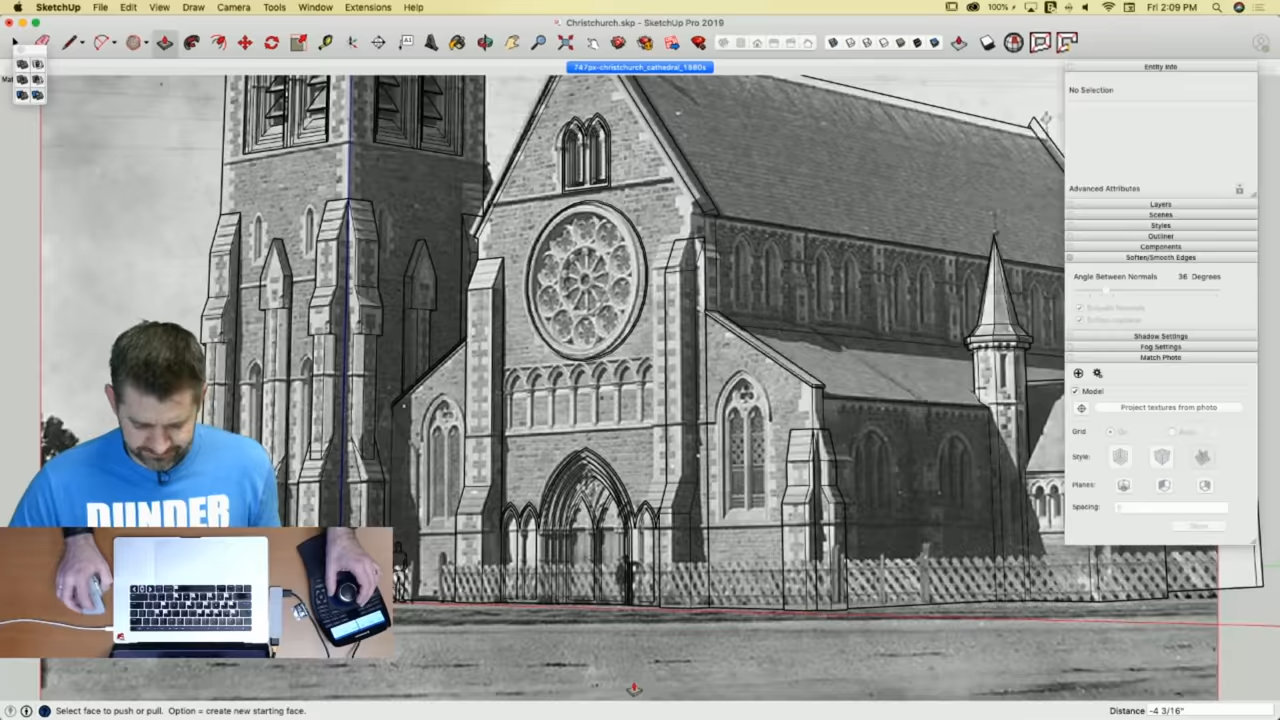 SketchUp File Edit View Draw Camera Tools Window Extensions Help
100% Fri 2:09 PM
Christchurch.skp - SketchUp Pro 2019
747px-christchurch_cathedral_1880s
Entity Info
No Selection
Advanced Attributes
Layers
Scenes
Styles
Outliner
Components
Soften/Smooth Edges
Angle Between Normals 36 Degrees
Shadow Settings
Fog Settings
Match Photo
Model
Project textures from photo
Grid:
Style:
Planes:
Spacing:
DUNDER
Select face to push or pull. Option = create new starting face.
Distance -4 3/16"